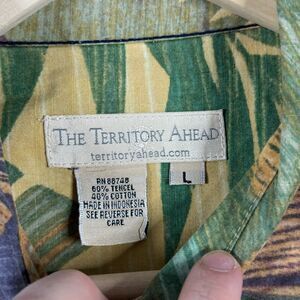 THE TERRITORY AHEAD
territoryahead.com
RN 88748
60% TENCEL
40% COTTON
MADE IN INDONESIA
SEE REVERSE FOR
CARE
L